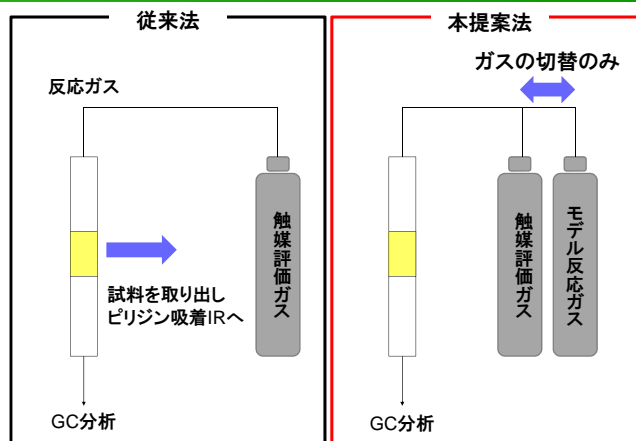 従来法
反応ガス
触媒評価ガス
試料を取り出し
ピリジン吸着IRへ
GC分析
本提案法
ガスの切替のみ
触媒評価ガス
モデル反応ガス
GC分析